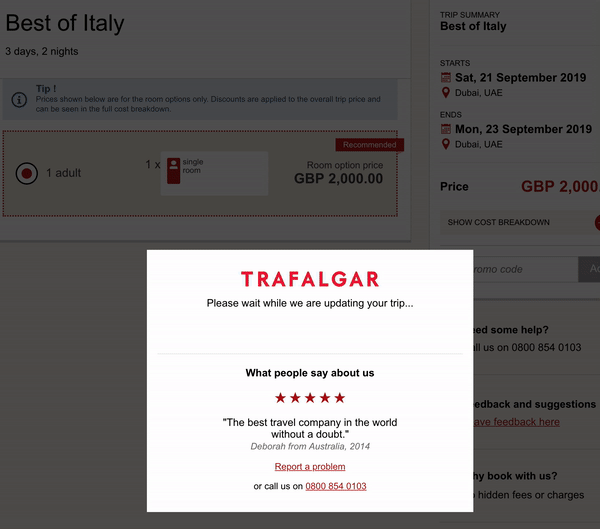 Best of Italy
3 days, 2 nights
Tip !
Prices shown below are for the room options only. Discounts are applied to the overall trip price and
can be seen in the full cost breakdown.
Recommended
1 adult
1 x
single
room
Room option price
GBP 2,000.00
TRIP SUMMARY
Best of Italy
STARTS
Sat, 21 September 2019
Dubai, UAE
ENDS
Mon, 23 September 2019
Dubai, UAE
Price
GBP 2,000.
SHOW COST BREAKDOWN
romo code
eed some help?
ll us on 0800 854 0103
edback and suggestions
ave feedback here
hy book with us?
hidden fees or charges
TRAFALGAR
Please wait while we are updating your trip...
What people say about us
"The best travel company in the world
without a doubt."
Deborah from Australia, 2014
Report a problem
or call us on 0800 854 0103